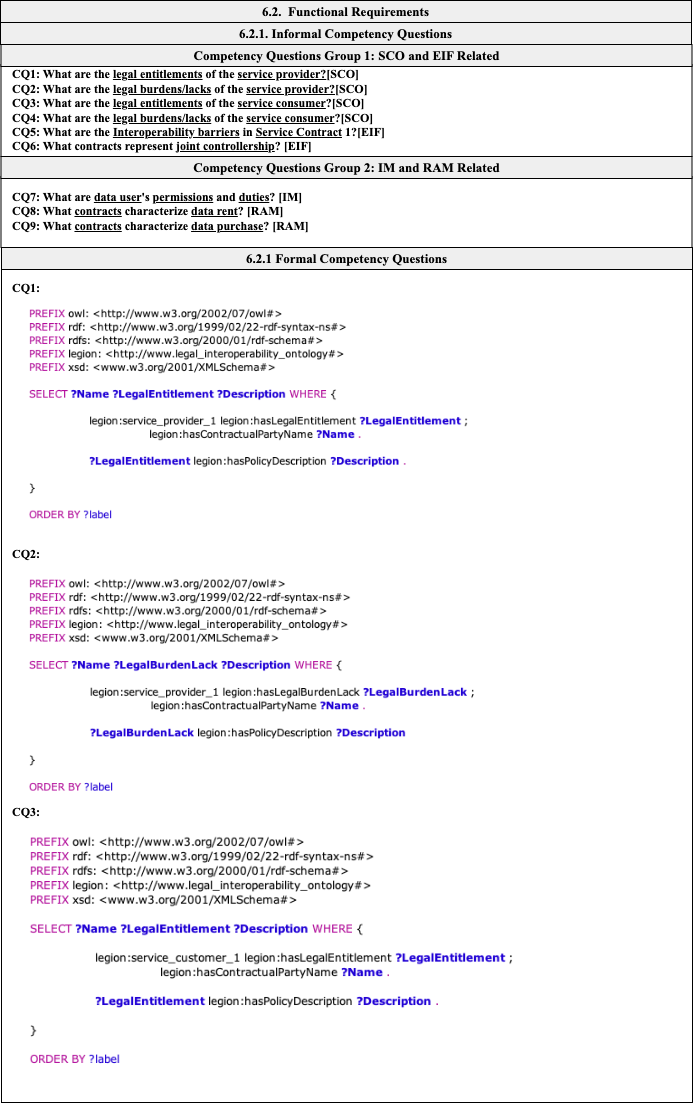 6.2. Functional Requirements
6.2.1. Informal Competency Questions
Competency Questions Group 1: SCO and EIF Related
CQ1: What are the legal entitlements of the service provider?[SCO]
CQ2: What are the legal burdens/lacks of the service provider?[SCO]
CQ3: What are the legal entitlements of the service consumer?[SCO]
CQ4: What are the legal burdens/lacks of the service consumer?[SCO]
CQ5: What are the Interoperability barriers in Service Contract 1?[EIF]
CQ6: What contracts represent joint controllership? [EIF]
Competency Questions Group 2: IM and RAM Related
CQ7: What are data user's permissions and duties? [IM]
CQ8: What contracts characterize data rent? [RAM]
CQ9: What contracts characterize data purchase? [RAM]
6.2.1 Formal Competency Questions
CQ1:
PREFIX owl: <http://www.w3.org/2002/07/owl#>
PREFIX rdf: <http://www.w3.org/1999/02/22-rdf-syntax-ns#>
PREFIX rdfs: <http://www.w3.org/2000/01/rdf-schema#>
PREFIX legion: <http://www.legal_interoperability_ontology#>
PREFIX xsd: <www.w3.org/2001/XMLSchema#>
SELECT ?Name ?LegalEntitlement ?Description WHERE {
legion:service_provider_1 legion:hasLegalEntitlement ?LegalEntitlement ;
legion:hasContractualPartyName ?Name .
?LegalEntitlement legion:hasPolicyDescription ?Description .
}
ORDER BY ?label
CQ2:
PREFIX owl: <http://www.w3.org/2002/07/owl#>
PREFIX rdf: <http://www.w3.org/1999/02/22-rdf-syntax-ns#>
PREFIX rdfs: <http://www.w3.org/2000/01/rdf-schema#>
PREFIX legion: <http://www.legal_interoperability_ontology#>
PREFIX xsd: <www.w3.org/2001/XMLSchema#>
SELECT ?Name ?LegalBurdenLack ?Description WHERE {
legion:service_provider_1 legion:hasLegalBurdenLack ?LegalBurdenLack ;
legion:hasContractualPartyName ?Name .
?LegalBurdenLack legion:hasPolicyDescription ?Description
}
ORDER BY ?label
CQ3:
PREFIX owl: <http://www.w3.org/2002/07/owl#>
PREFIX rdf: <http://www.w3.org/1999/02/22-rdf-syntax-ns#>
PREFIX rdfs: <http://www.w3.org/2000/01/rdf-schema#>
PREFIX legion: <http://www.legal_interoperability_ontology#>
PREFIX xsd: <www.w3.org/2001/XMLSchema#>
SELECT ?Name ?LegalEntitlement ?Description WHERE {
legion:service_customer_1 legion:hasLegalEntitlement ?LegalEntitlement ;
legion:hasContractualPartyName ?Name .
?LegalEntitlement legion:hasPolicyDescription ?Description .
}
ORDER BY ?label